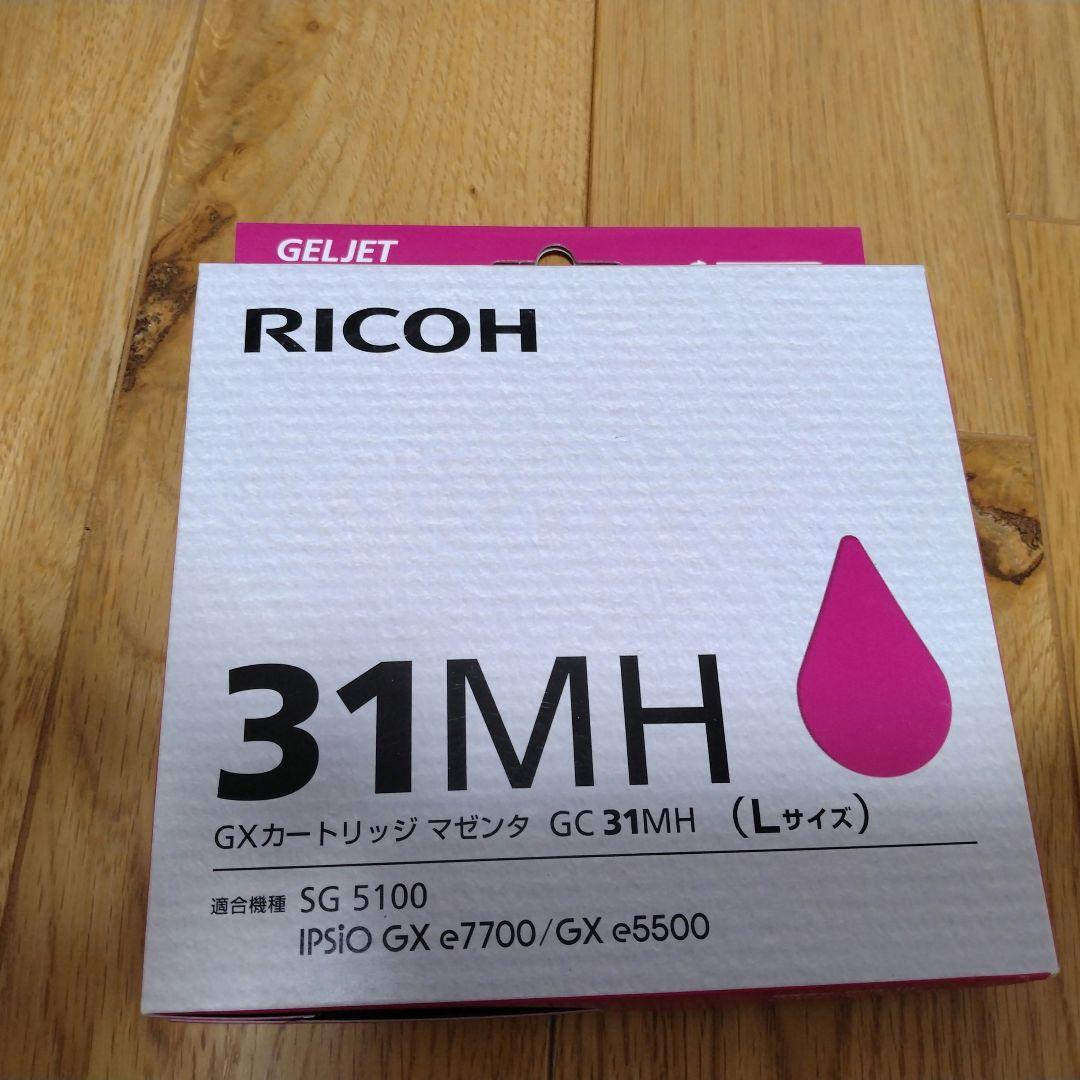 GELJET
RICOH
31MH
GXカートリッジ マゼンタ GC 31MH (Lサイズ)
適合機種 SG 5100
IPSiO GX e7700/GX e5500